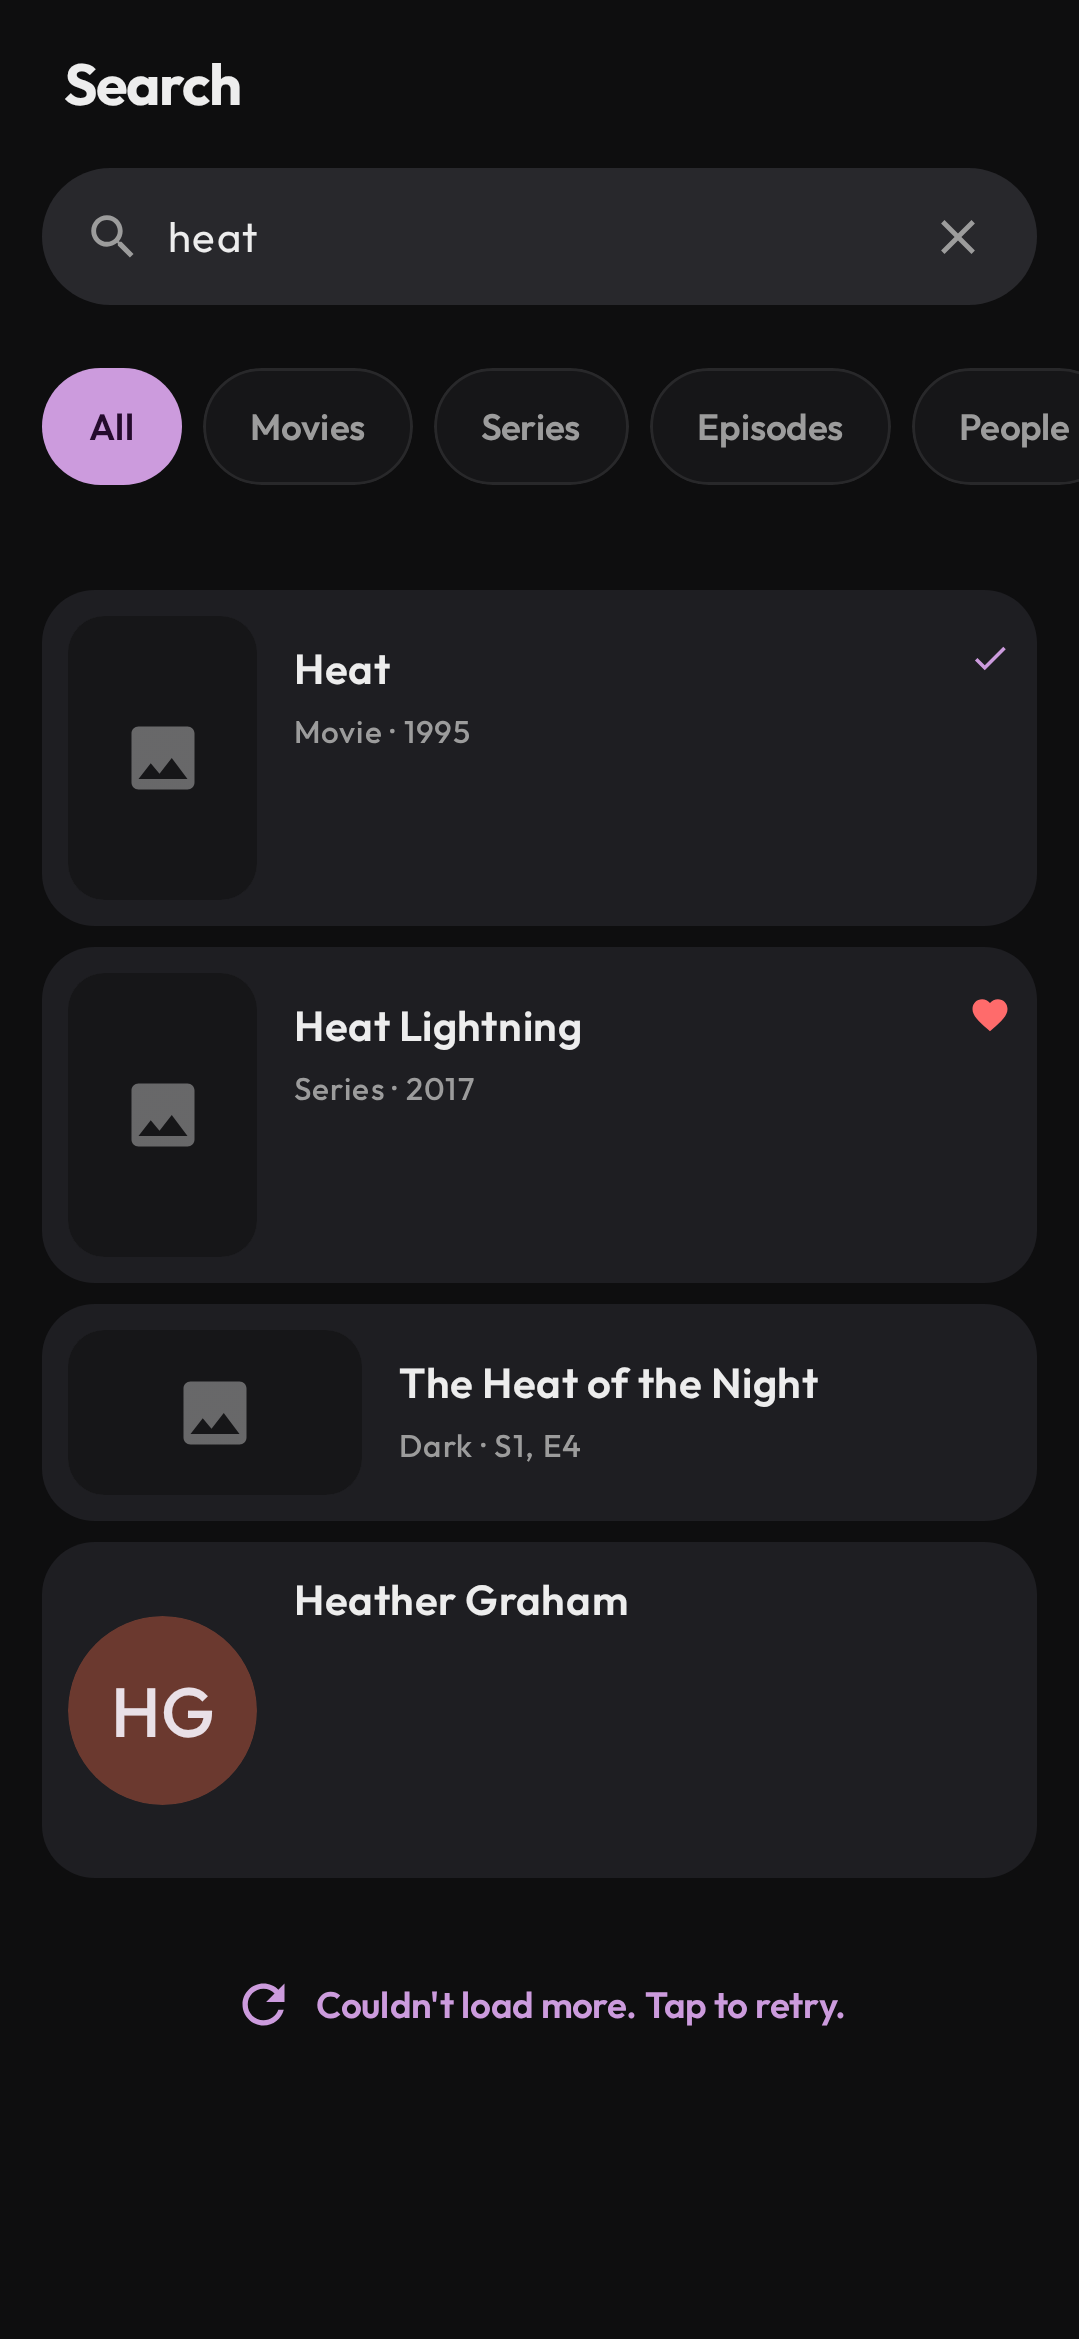 Search
heat
All
Movies
Series
Episodes
People
Heat
Movie · 1995
Heat Lightning
Series · 2017
The Heat of the Night
Dark · S1, E4
Heather Graham
HG
Couldn't load more. Tap to retry.